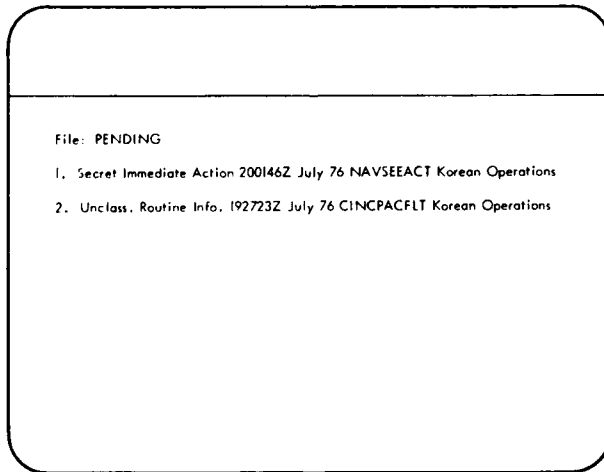 File: PENDING
1. Secret Immediate Action 200146Z July 76 NAVSEEACT Korean Operations
2. Unclass. Routine Info. 192723Z July 76 CINCPACFLT Korean Operations